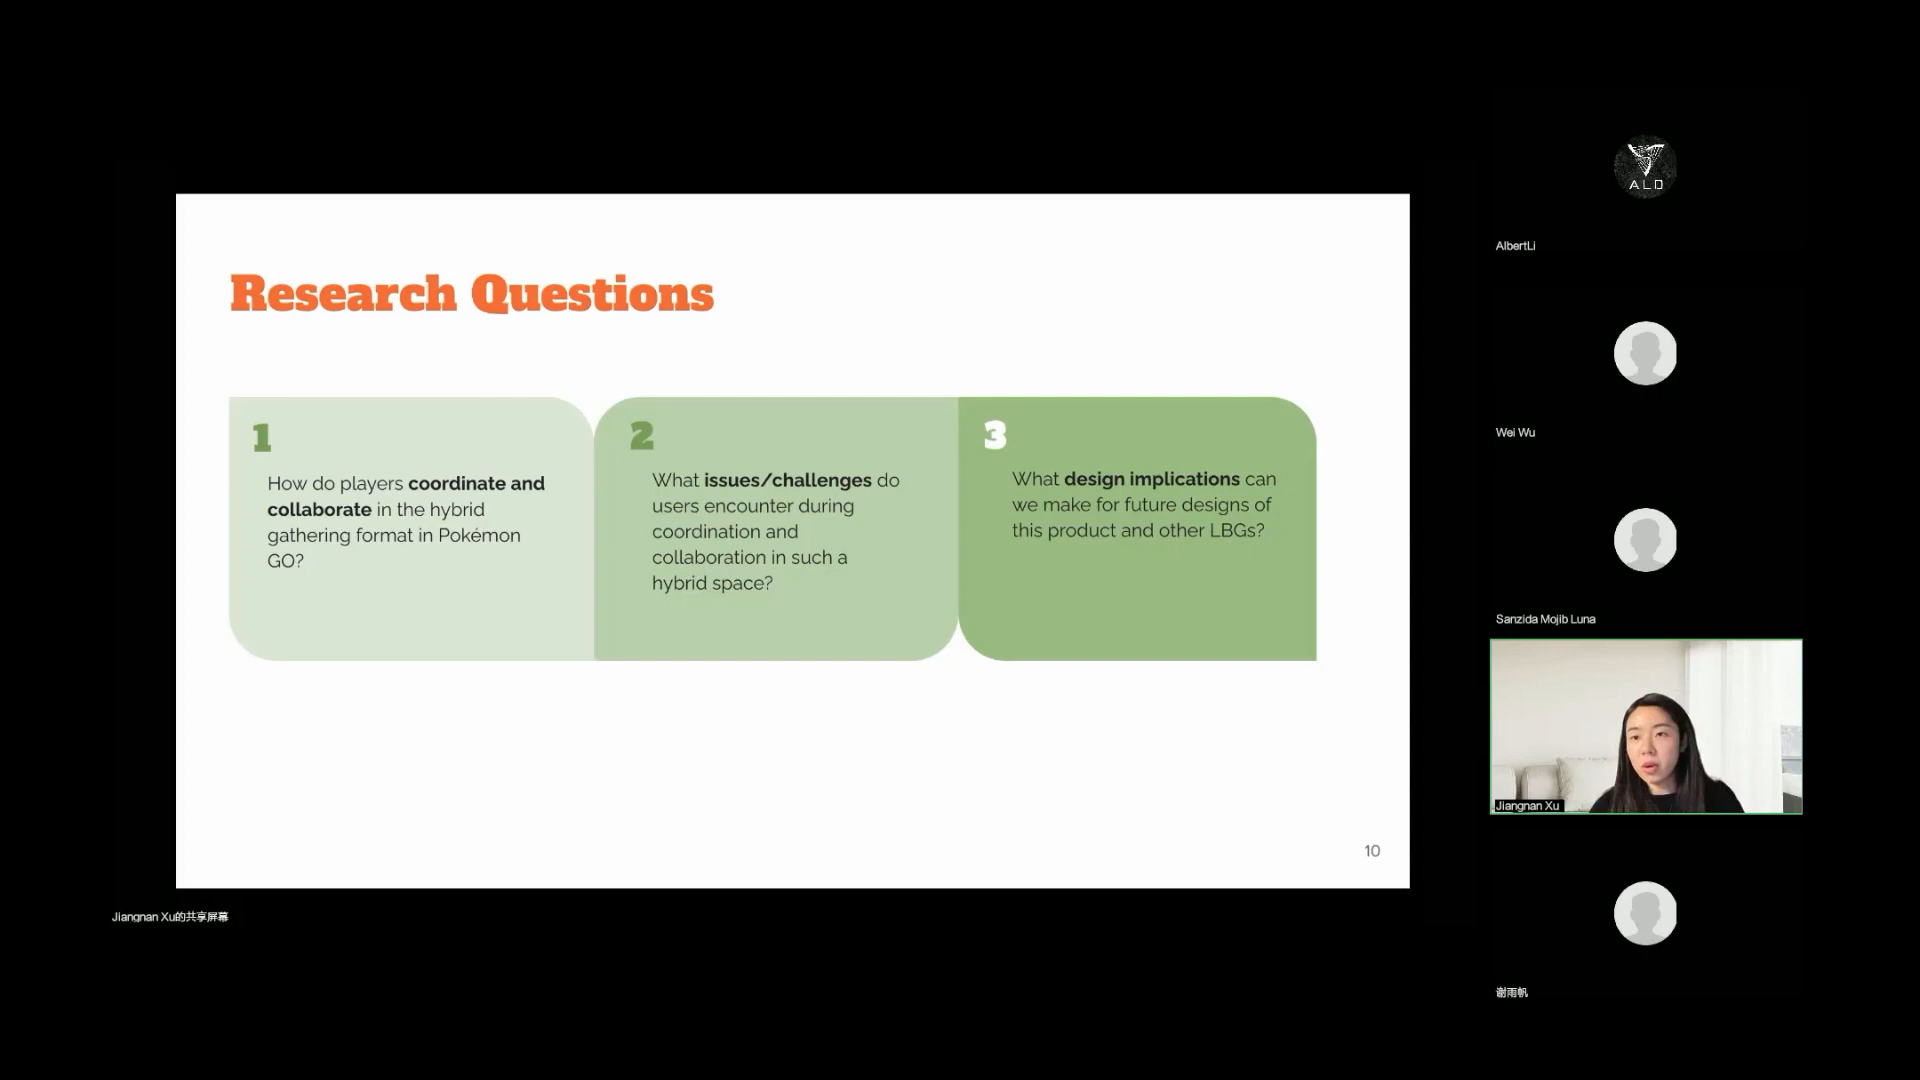 Research Questions
1
How do players coordinate and
collaborate in the hybrid
gathering format in Pokémon
GO?
2
What issues/challenges do
users encounter during
coordination and
collaboration in such a
hybrid space?
3
What design implications can
we make for future designs of
this product and other LBGs?
10
Jiangnan Xu的共享屏幕
ALD
AlbertLi
Wei Wu
Sanzida Mojib Luna
Jiangnan Xu
谢雨帆